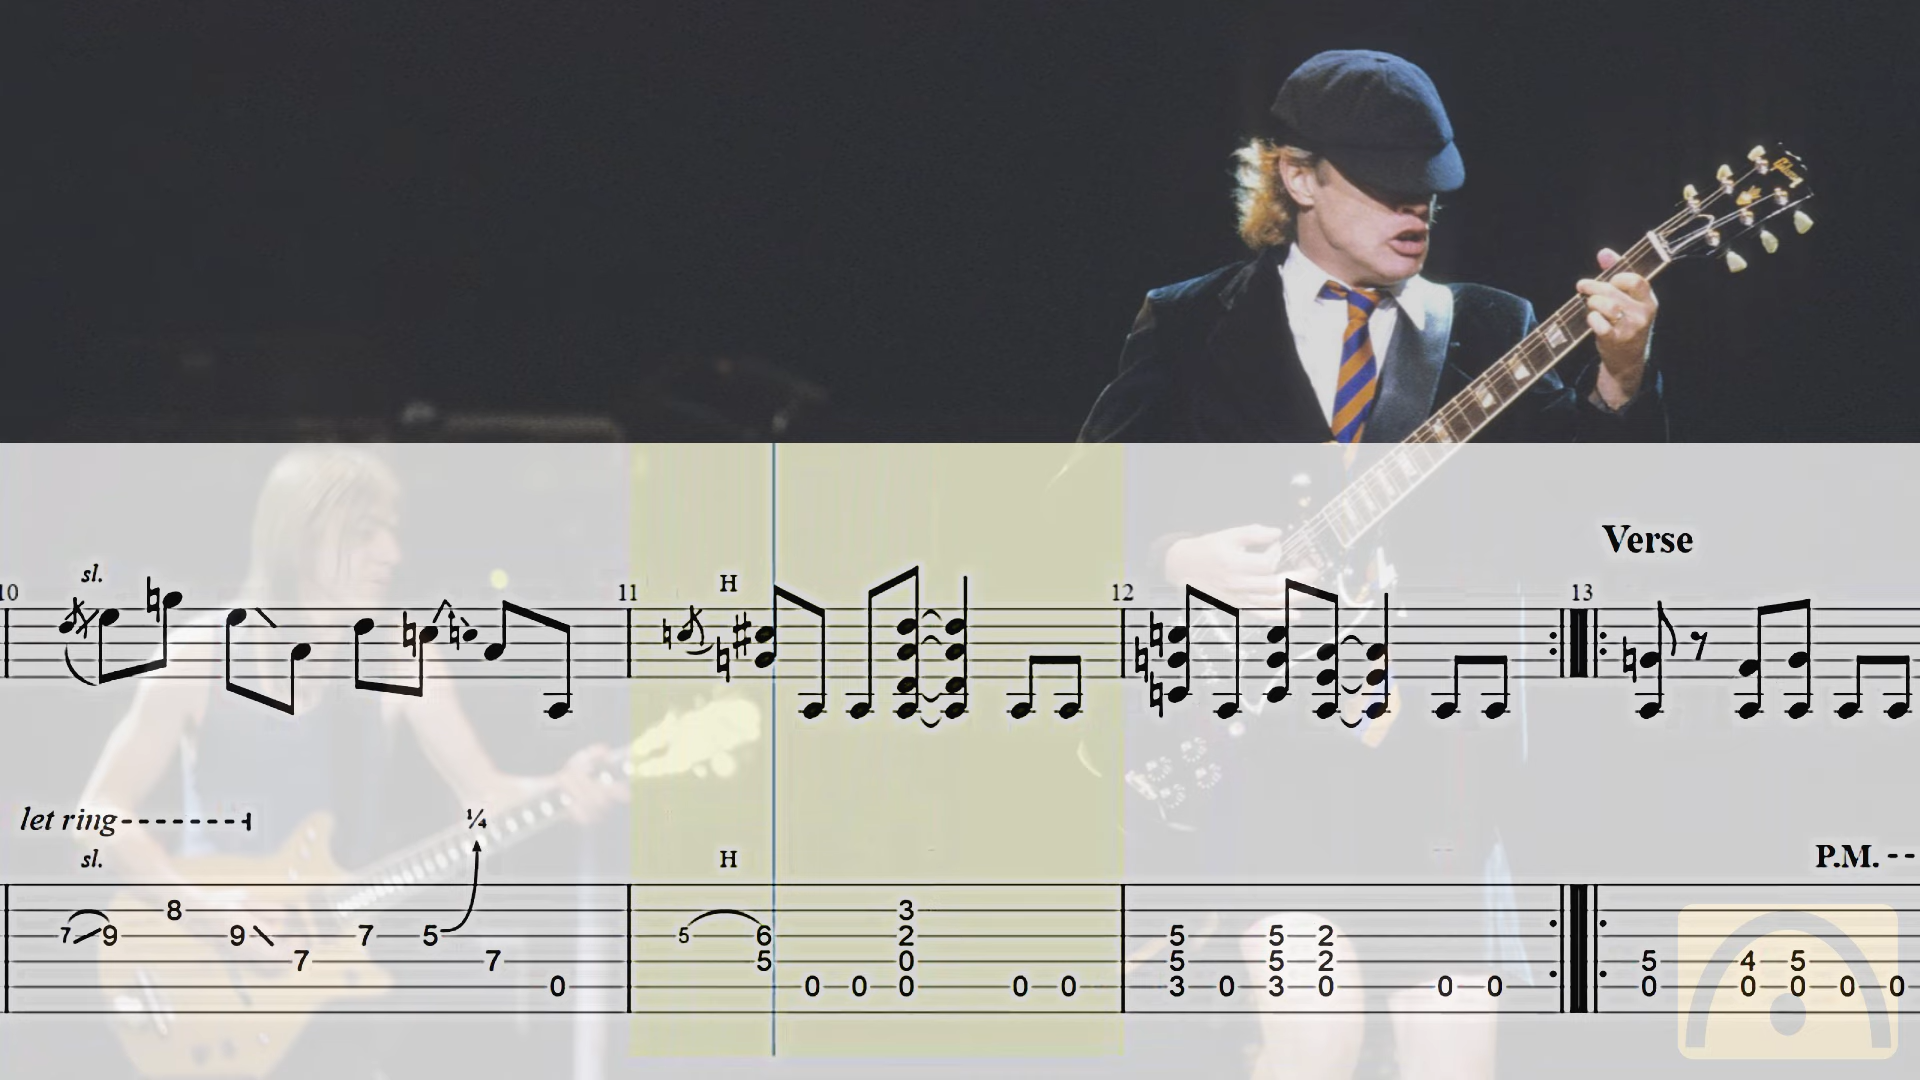 Gibson
Verse
10 sl. 11 H 12 13
let ring ¼
sl. H P.M.
7 9 8 9 7 7 5 7 0 5 6 5 0 0 3 2 0 0 0 0 5 5 3 0 5 5 3 2 2 0 0 0 5 0 4 0 5 0 0 0